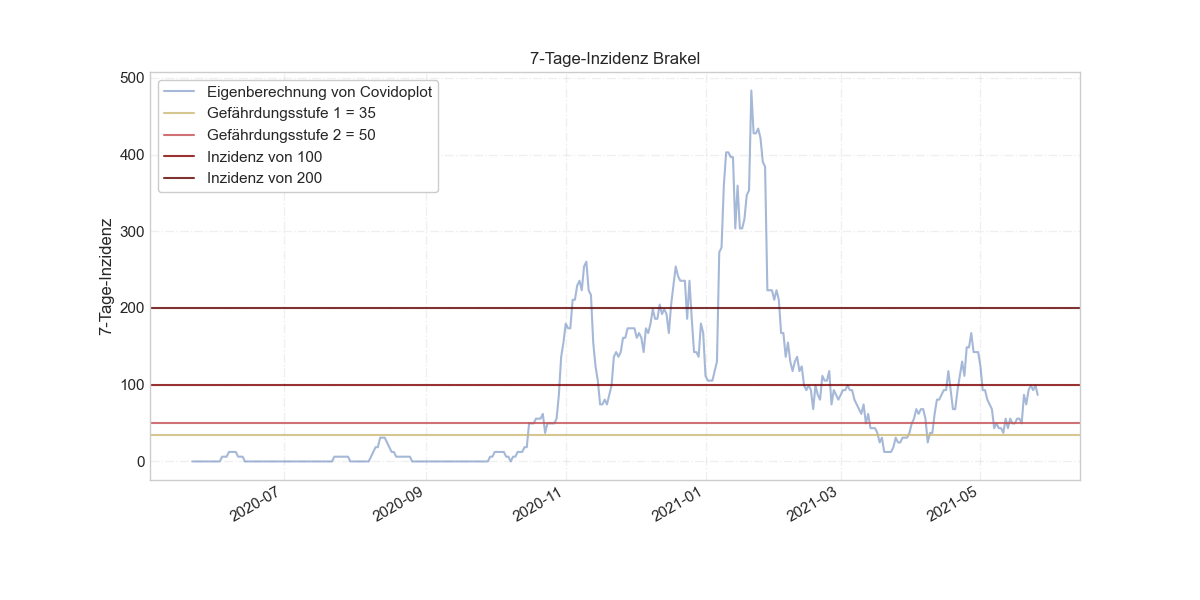 7-Tage-Inzidenz Brakel
500
400
300
200
100
0
7-Tage-Inzidenz
Eigenberechnung von Covidoplot
Gefährdungsstufe 1 = 35
Gefährdungsstufe 2 = 50
Inzidenz von 100
Inzidenz von 200
2020-07
2020-09
2020-11
2021-01
2021-03
2021-05